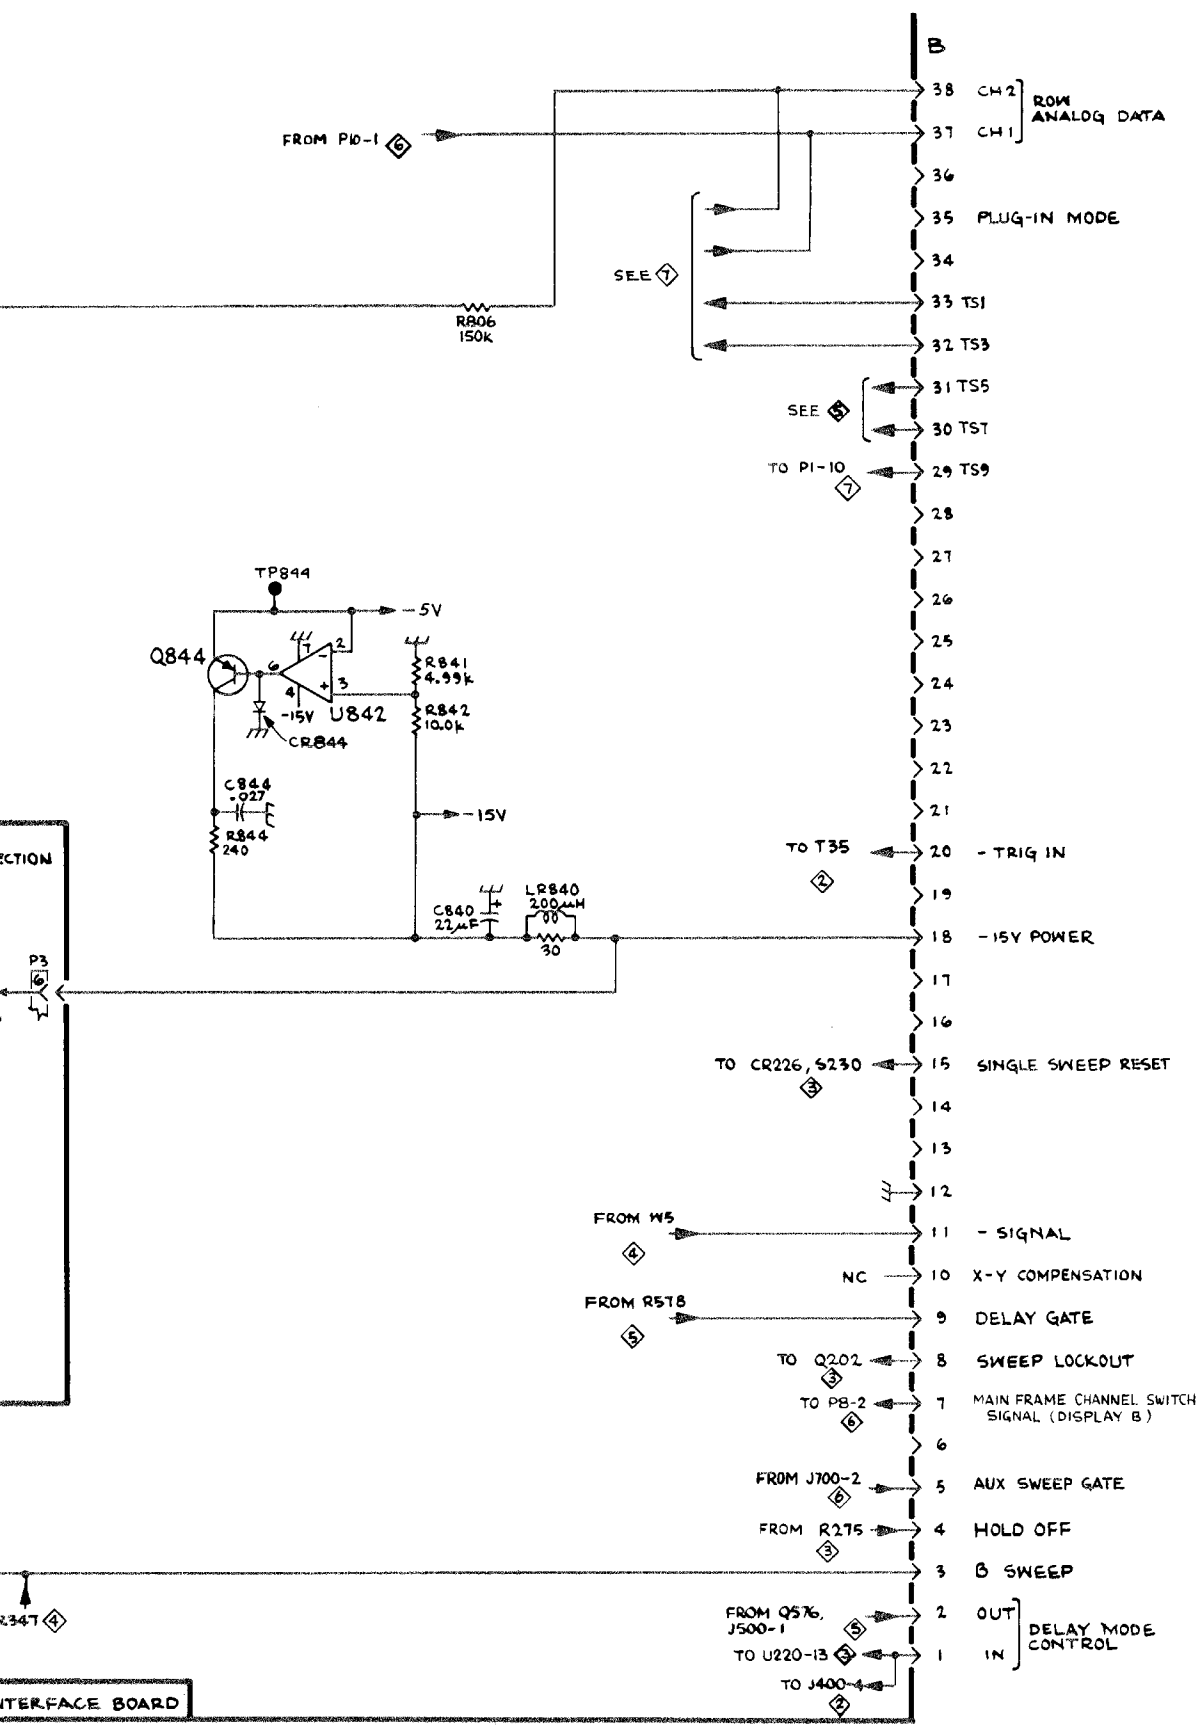 B
38 CH 2
ROW
ANALOG DATA
37 CH 1
FROM P10-1 6
36
35 PLUG-IN MODE
34
SEE 7
33 TS1
R806
150K
32 TS3
31 TS5
SEE 5
30 TS7
TO P1-10
7
29 TS9
28
27
TP844
26
-5V
25
Q844
6
7
2
-
+
3
4
-15V
U842
CR844
R841
4.99K
R842
10.0K
24
23
22
C844
.027
R844
240
-15V
21
ECTION
TO T35
2
20 - TRIG IN
19
C840
22µF
+
LR840
200µH
30
18 -15V POWER
P3
6
17
16
TO CR226, S230
3
15 SINGLE SWEEP RESET
14
13
12
FROM W5
4
11 - SIGNAL
NC 10 X-Y COMPENSATION
FROM R578
5
9 DELAY GATE
TO Q202
3
8 SWEEP LOCKOUT
TO P8-2
6
7 MAIN FRAME CHANNEL SWITCH
SIGNAL (DISPLAY B)
6
FROM J700-2
6
5 AUX SWEEP GATE
FROM R275
3
4 HOLD OFF
3 B SWEEP
R347 4
FROM Q576,
J500-1 5
2 OUT
DELAY MODE
CONTROL
TO U220-13 3
1 IN
TO J400-4
2
NTERFACE BOARD